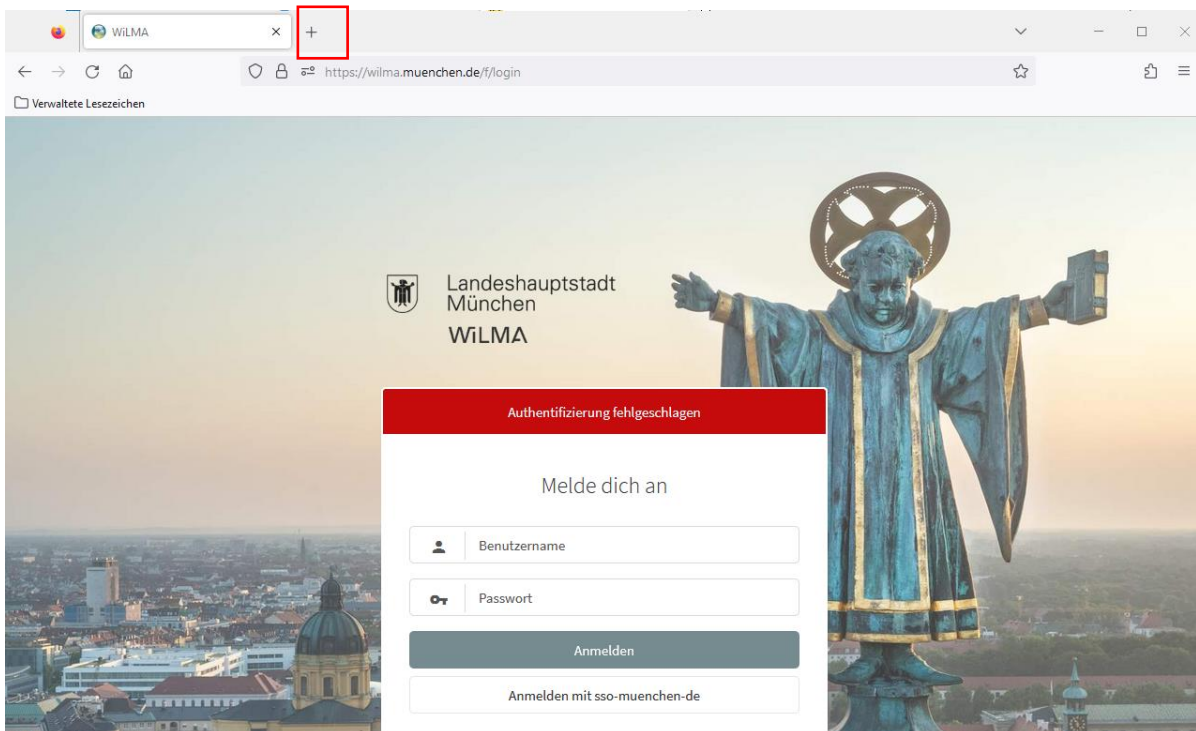 WiLMA
https://wilma.muenchen.de/f/login
Verwaltete Lesezeichen
Landeshauptstadt
München
WiLMA
Authentifizierung fehlgeschlagen
Melde dich an
Benutzername
Passwort
Anmelden
Anmelden mit sso-muenchen-de